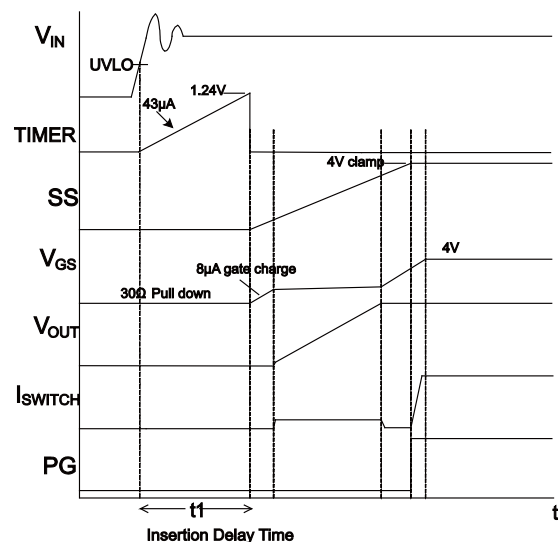 VIN
UVLO
1.24V
43µA
TIMER
4V clamp
SS
VGS
4V
8µA gate charge
30Ω Pull down
VOUT
ISWITCH
PG
t1
t
Insertion Delay Time